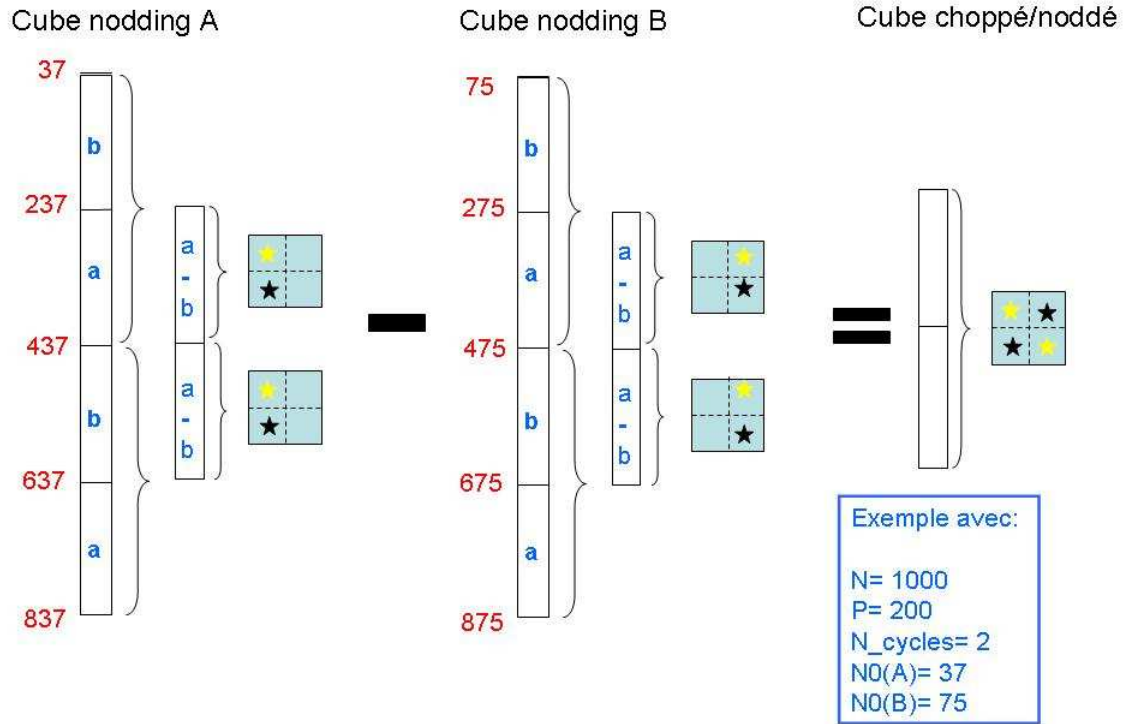 Cube nodding A
Cube nodding B
Cube choppé/noddé
37
b
237
a
437
b
637
a
837
a
-
b
a
-
b
75
b
275
a
475
b
675
a
875
a
-
b
a
-
b
Exemple avec:
N= 1000
P= 200
N_cycles= 2
N0(A)= 37
N0(B)= 75